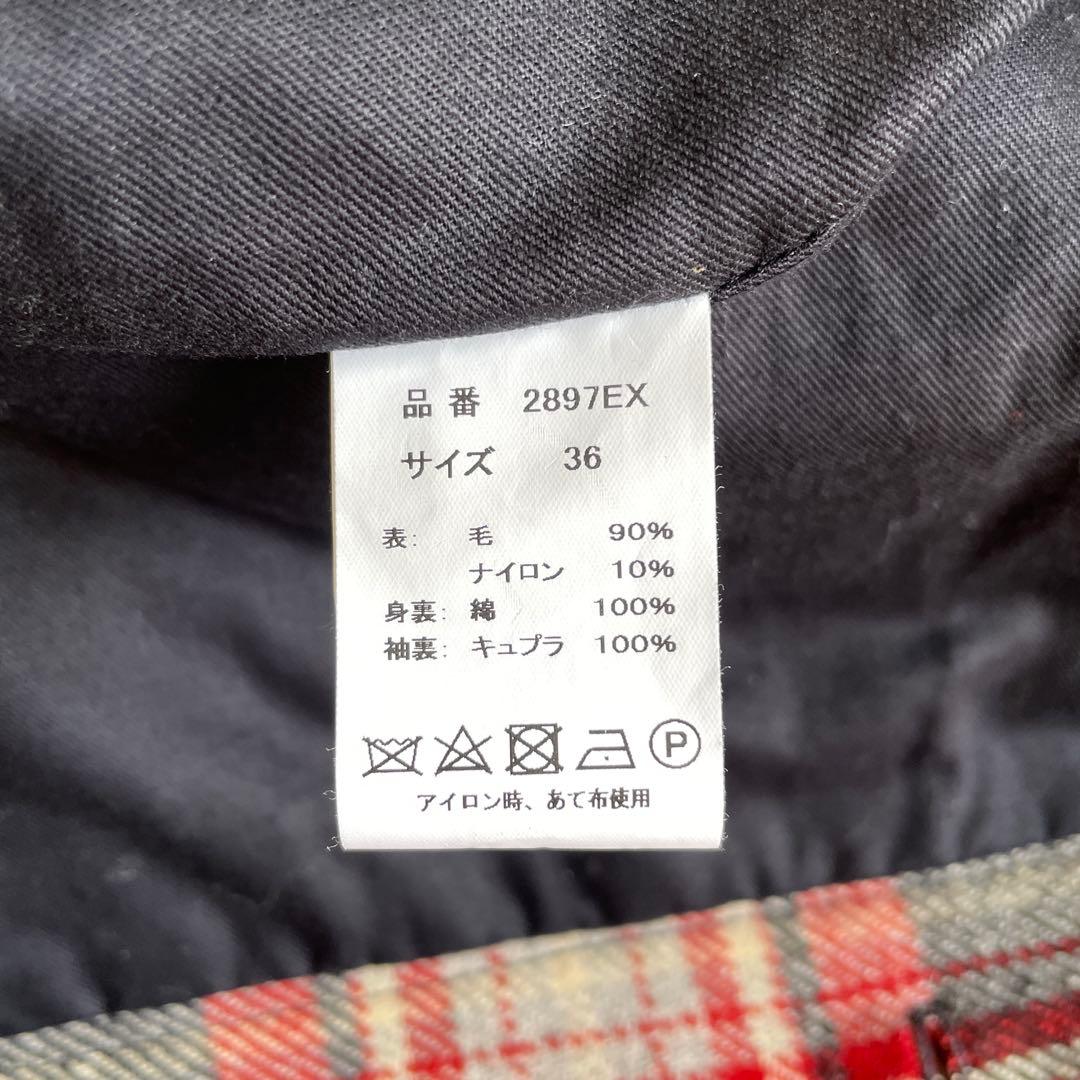 品番 2897EX
サイズ 36
表: 毛 90%
ナイロン 10%
身裏: 綿 100%
袖裏: キュプラ 100%
P
アイロン時、あて布使用